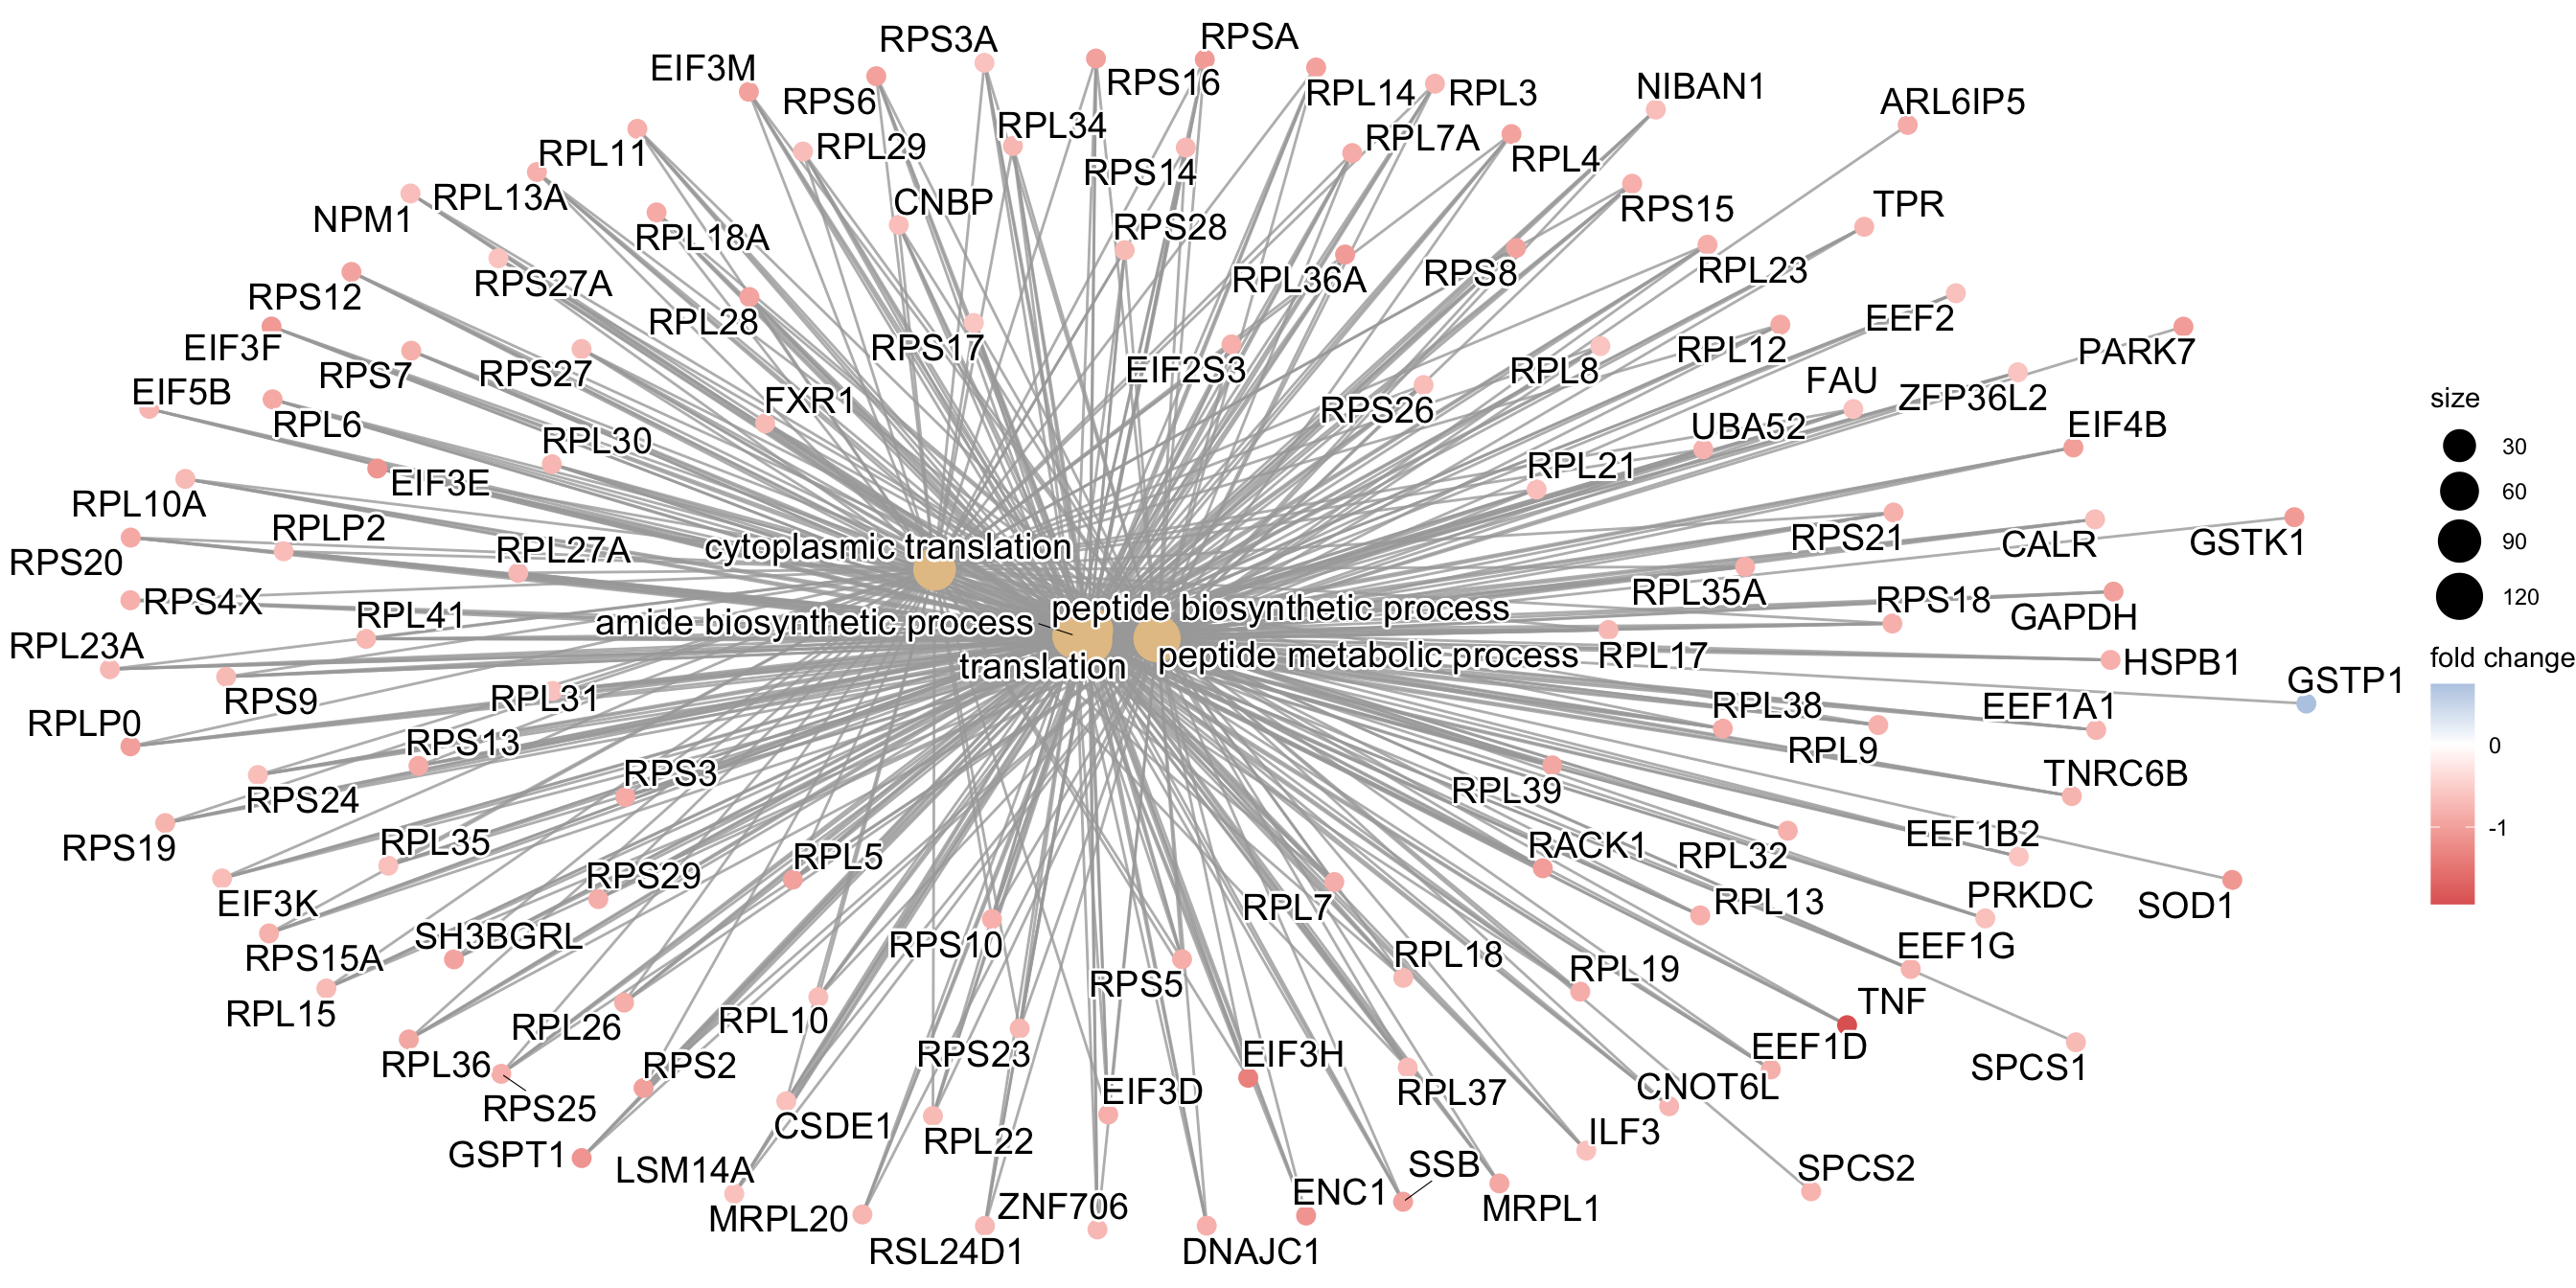 RPS3A
RPSA
EIF3M
RPS6
RPS16
RPL14
RPL3
NIBAN1
ARL6IP5
RPL11
RPL29
RPL34
RPS14
RPL7A
RPL4
NPM1
RPL13A
CNBP
RPS28
RPS15
TPR
RPL18A
RPS12
RPS27A
RPL36A
RPS8
RPL23
EIF3F
RPS7
RPS27
RPL28
RPS17
EIF2S3
RPL8
RPL12
EEF2
PARK7
EIF5B
RPL6
FXR1
RPS26
FAU
ZFP36L2
RPL30
UBA52
EIF4B
RPL10A
EIF3E
RPL21
RPS20
RPLP2
RPL27A
cytoplasmic translation
RPS21
CALR
GSTK1
RPS4X
RPL41
amide biosynthetic process
peptide biosynthetic process
RPL35A
RPS18
GAPDH
RPL23A
translation
peptide metabolic process
RPL17
HSPB1
GSTP1
RPS9
RPL31
RPL38
EEF1A1
RPLP0
RPS13
RPL9
RPS24
RPS3
RPL39
TNRC6B
RPS19
RPL35
RPL5
RACK1
RPL32
EEF1B2
EIF3K
RPS29
RPL7
RPL13
PRKDC
SOD1
RPS15A
SH3BGRL
RPS10
RPS5
RPL18
RPL19
EEF1G
RPL15
RPL26
RPL10
TNF
RPL36
RPS2
RPS23
EIF3H
EEF1D
SPCS1
RPS25
CSDE1
EIF3D
RPL37
CNOT6L
GSPT1
LSM14A
RPL22
ILF3
MRPL20
ZNF706
ENC1
SSB
MRPL1
SPCS2
RSL24D1
DNAJC1
size
30
60
90
120
fold change
0
-1